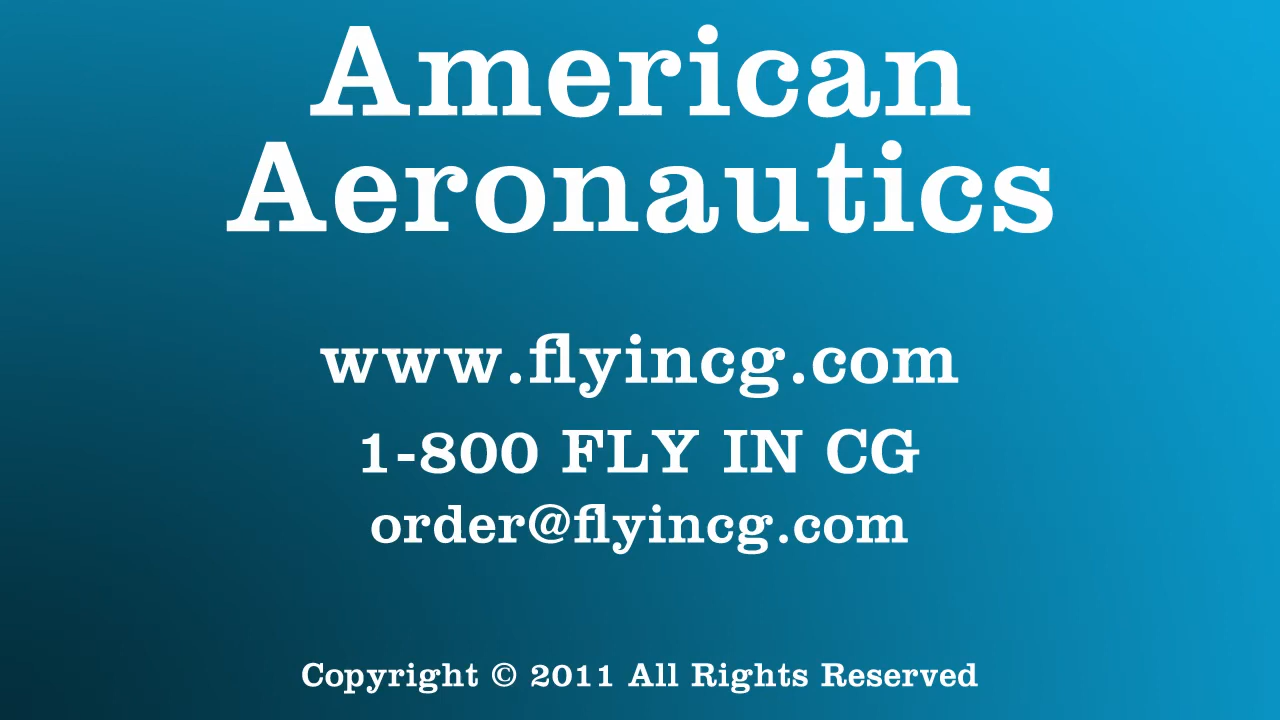 American
Aeronautics
www.flyincg.com
1-800 FLY IN CG
order@flyincg.com
Copyright © 2011 All Rights Reserved